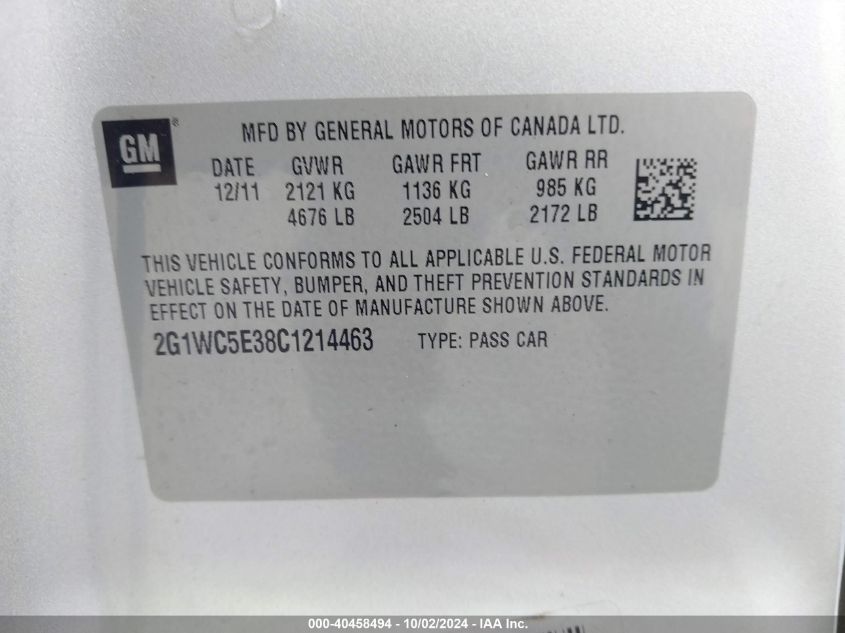 GM ®
MFD BY GENERAL MOTORS OF CANADA LTD.
DATE GVWR GAWR FRT GAWR RR
12/11 2121 KG 1136 KG 985 KG
4676 LB 2504 LB 2172 LB
THIS VEHICLE CONFORMS TO ALL APPLICABLE U.S. FEDERAL MOTOR
VEHICLE SAFETY, BUMPER, AND THEFT PREVENTION STANDARDS IN
EFFECT ON THE DATE OF MANUFACTURE SHOWN ABOVE.
2G1WC5E38C1214463 TYPE: PASS CAR
000-40458494 - 10/02/2024 - IAA Inc.